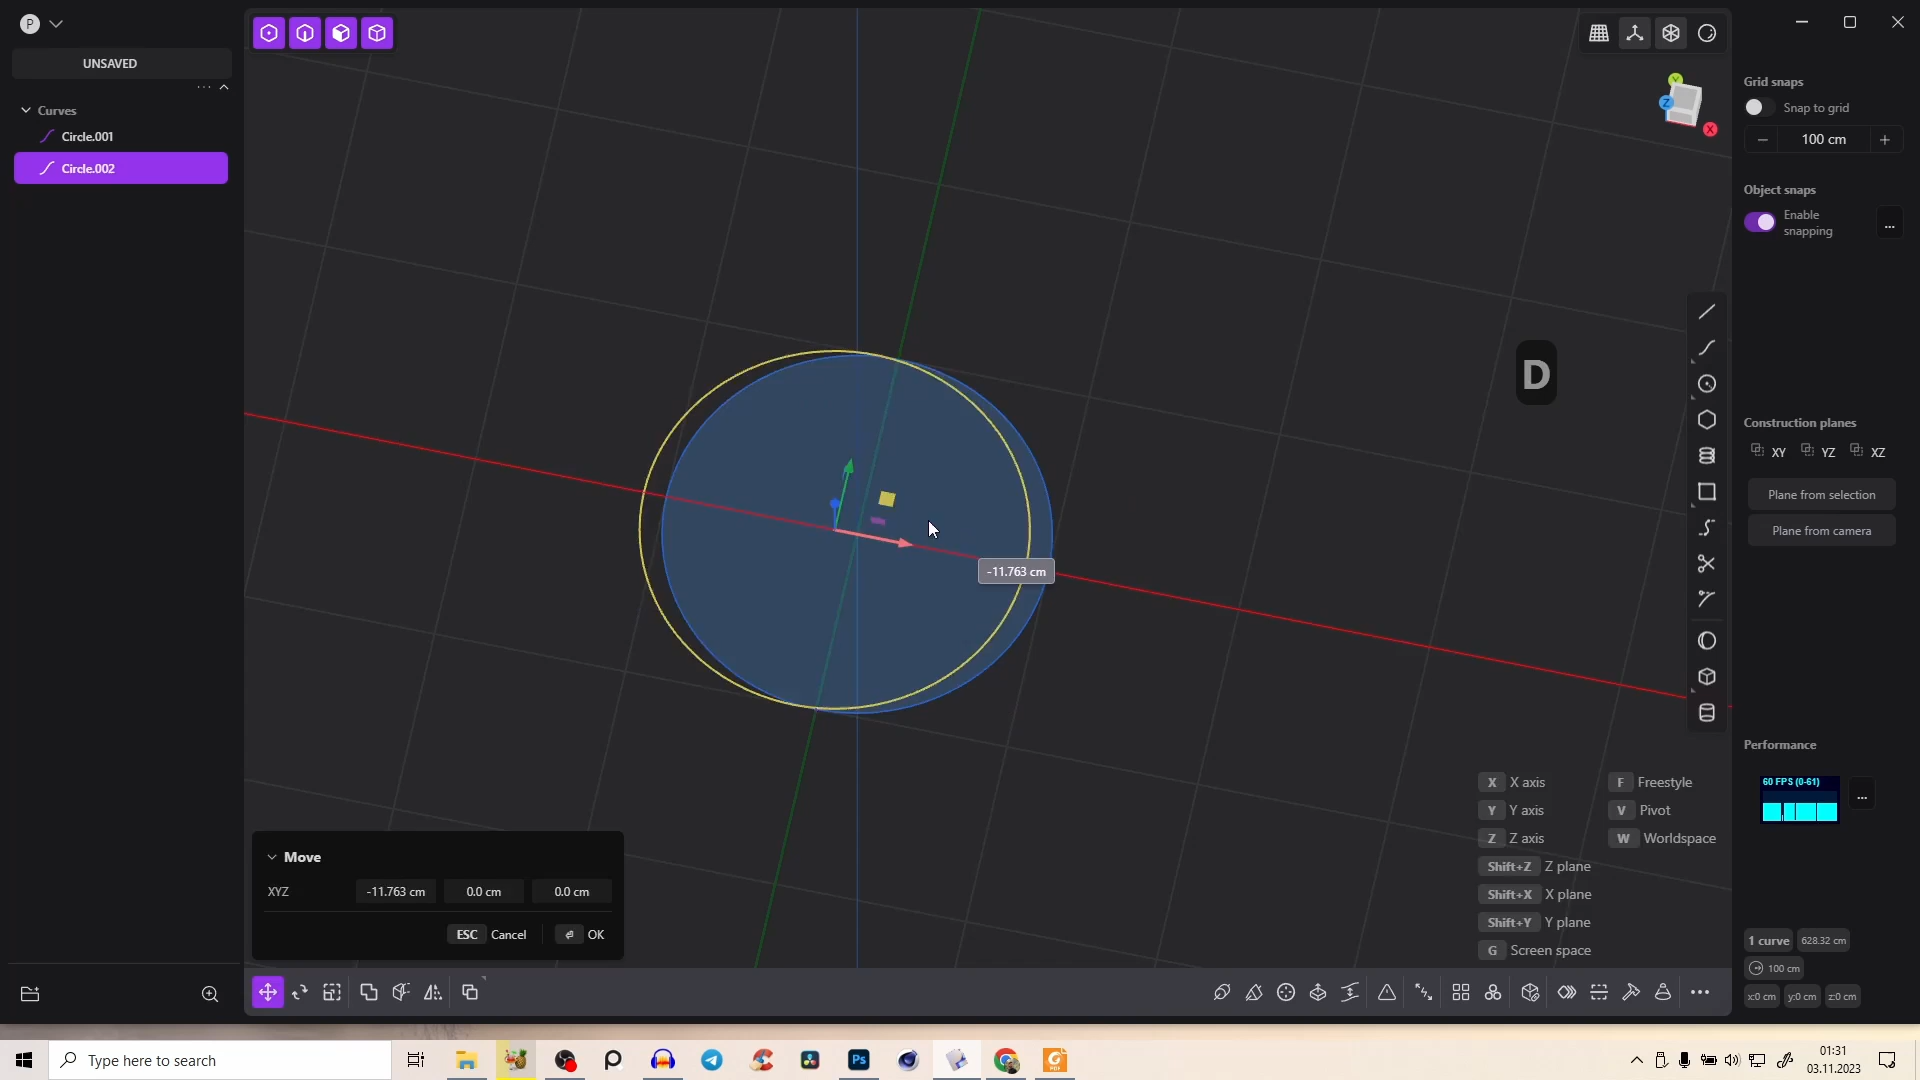 P
UNSAVED
...
Curves
Circle.001
Circle.002
Y
Z
X
D
-11.763 cm
Move
XYZ
-11.763 cm
0.0 cm
0.0 cm
ESC Cancel
OK
X X axis
F Freestyle
Y Y axis
V Pivot
Z Z axis
W Worldspace
Shift+Z Z plane
Shift+X X plane
Shift+Y Y plane
G Screen space
Grid snaps
Snap to grid
100 cm
Object snaps
Enable
snapping
...
Construction planes
XY
YZ
XZ
Plane from selection
Plane from camera
Performance
60 FPS (0-61)
...
1 curve
628.32 cm
100 cm
x:0 cm
y:0 cm
z:0 cm
Type here to search
Ps
PDF
01:31
03.11.2023